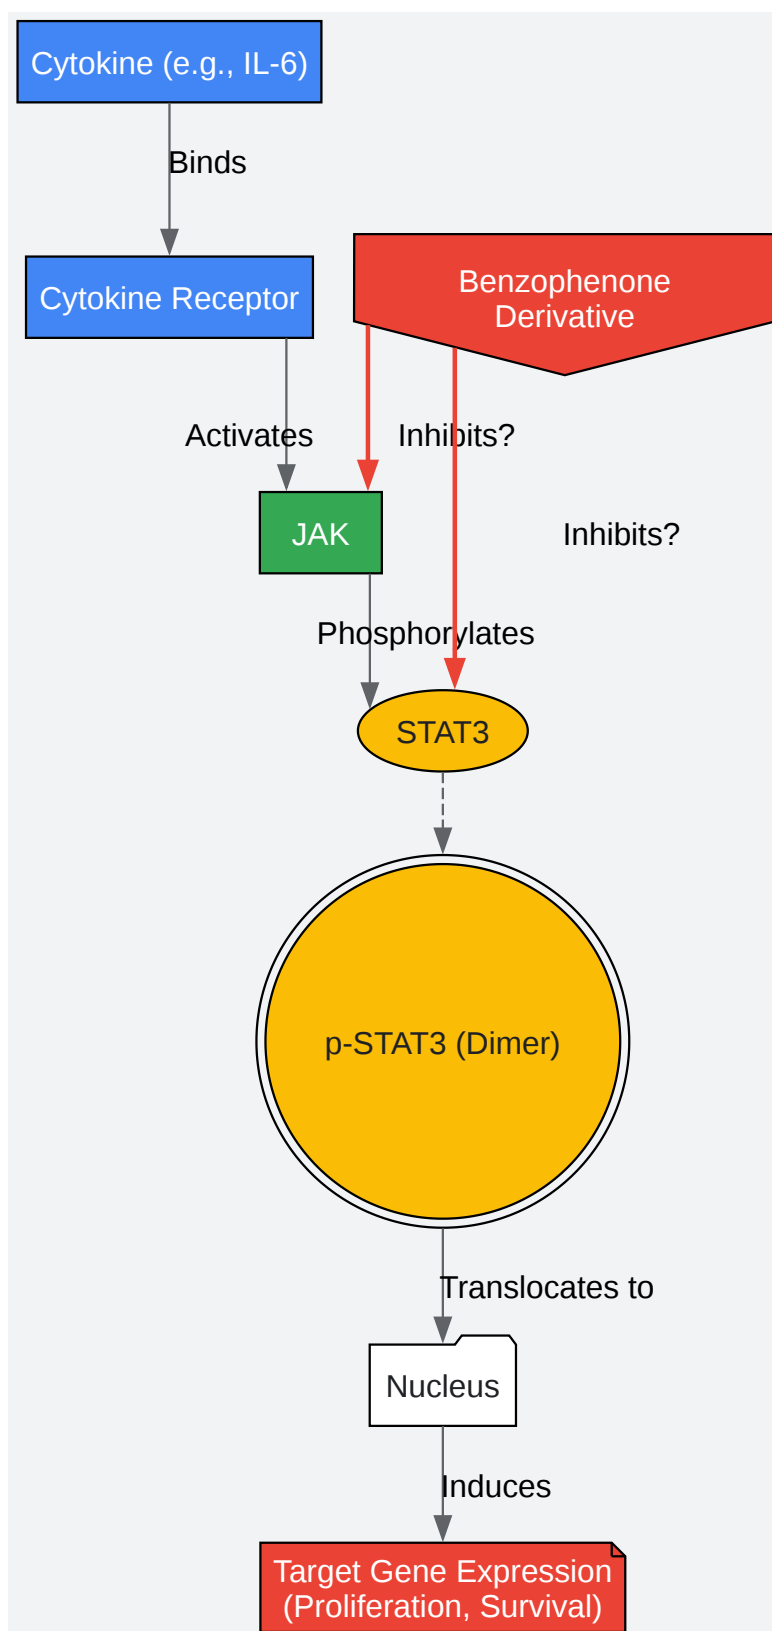 Cytokine (e.g., IL-6)
Binds
Cytokine Receptor
Benzophenone
Derivative
Activates
Inhibits?
JAK
Inhibits?
Phosphorylates
STAT3
p-STAT3 (Dimer)
Translocates to
Nucleus
Induces
Target Gene Expression
(Proliferation, Survival)